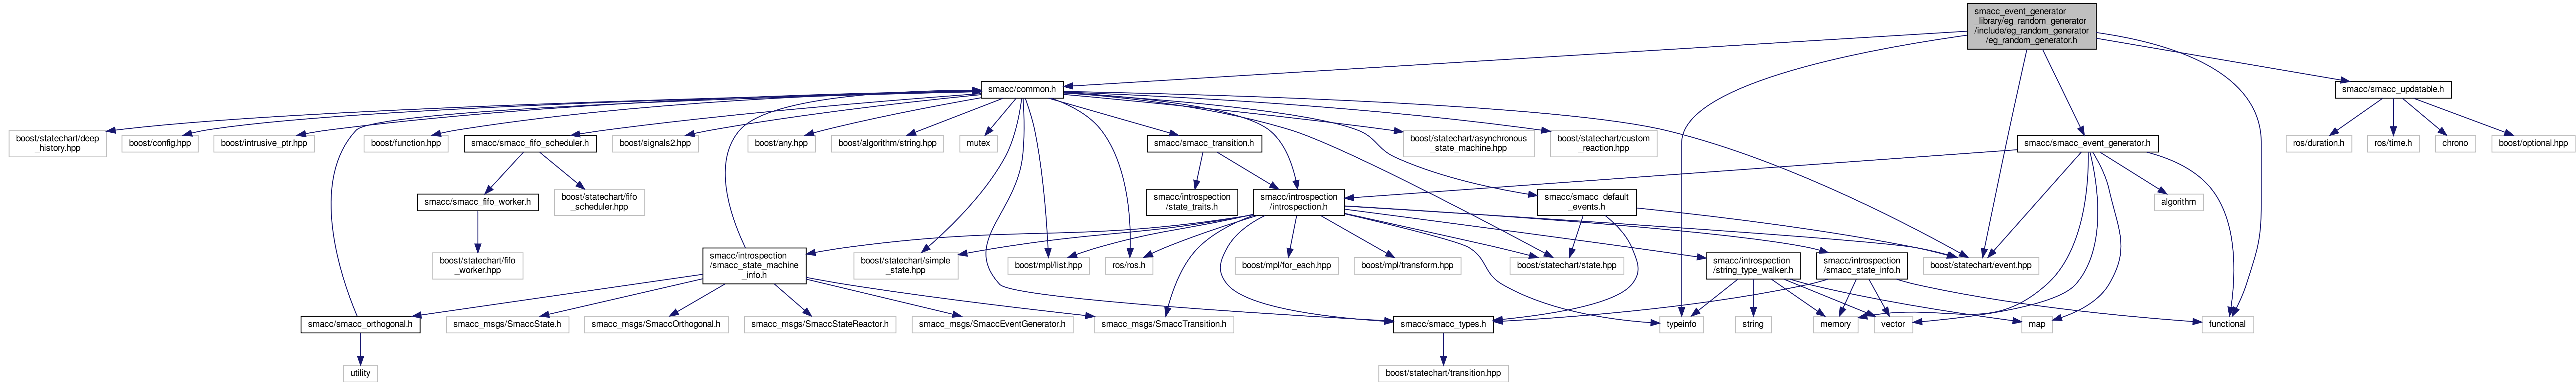 smacc_event_generator
_library/eg_random_generator
/include/eg_random_generator
/eg_random_generator.h
smacc/common.h
smacc/smacc_updatable.h
boost/statechart/deep
_history.hpp
boost/config.hpp
boost/intrusive_ptr.hpp
boost/function.hpp
smacc/smacc_fifo_scheduler.h
boost/signals2.hpp
boost/any.hpp
boost/algorithm/string.hpp
mutex
smacc/smacc_transition.h
boost/statechart/asynchronous
_state_machine.hpp
boost/statechart/custom
_reaction.hpp
smacc/smacc_event_generator.h
ros/duration.h
ros/time.h
chrono
boost/optional.hpp
smacc/smacc_fifo_worker.h
boost/statechart/fifo
_scheduler.hpp
smacc/introspection
/state_traits.h
smacc/introspection
/introspection.h
smacc/smacc_default
_events.h
algorithm
boost/statechart/fifo
_worker.hpp
smacc/introspection
/smacc_state_machine
_info.h
boost/statechart/simple
_state.hpp
boost/mpl/list.hpp
ros/ros.h
boost/mpl/for_each.hpp
boost/mpl/transform.hpp
boost/statechart/state.hpp
smacc/introspection
/string_type_walker.h
smacc/introspection
/smacc_state_info.h
boost/statechart/event.hpp
smacc/smacc_orthogonal.h
smacc_msgs/SmaccState.h
smacc_msgs/SmaccOrthogonal.h
smacc_msgs/SmaccStateReactor.h
smacc_msgs/SmaccEventGenerator.h
smacc_msgs/SmaccTransition.h
smacc/smacc_types.h
typeinfo
string
memory
vector
map
functional
utility
boost/statechart/transition.hpp